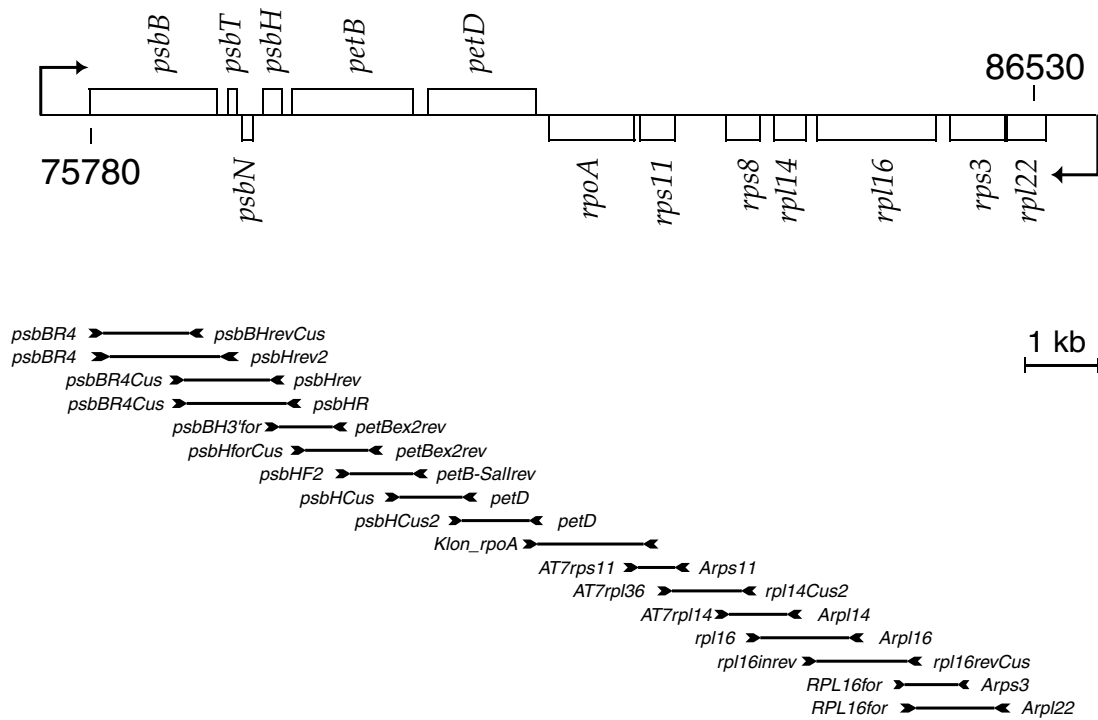 psbB psbT psbH petB petD
86530
75780
psbN rpoA rps11 rps8 rpl14 rpl16 rps3 rpl22
1 kb
psbBR4 psbBHrevCus
psbBR4 psbHrev2
psbBR4Cus psbHrev
psbBR4Cus psbHR
psbBH3'for petBex2rev
psbHforCus petBex2rev
psbHF2 petB-SalIrev
psbHCus petD
psbHCus2 petD
Klon_rpoA
AT7rps11 Arps11
AT7rpl36 rpl14Cus2
AT7rpl14 Arpl14
rpl16 Arpl16
rpl16inrev rpl16revCus
RPL16for Arps3
RPL16for Arpl22